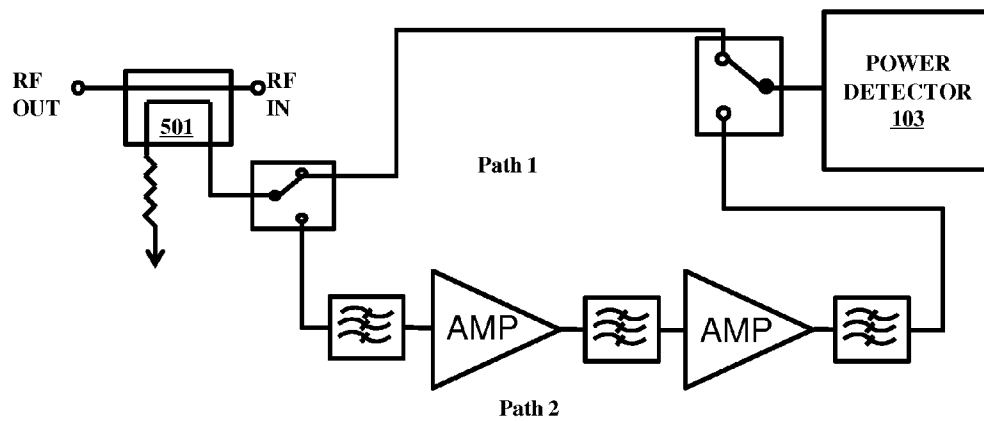 RF
OUT
RF
IN
501
POWER
DETECTOR
103
Path 1
AMP
AMP
Path 2